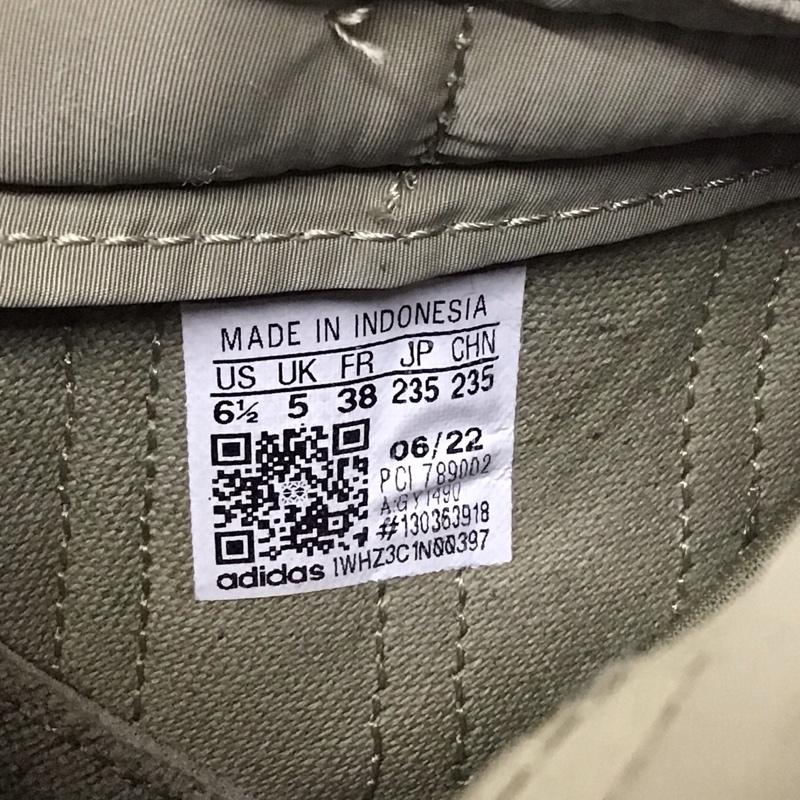 MADE IN INDONESIA
US UK FR JP CHN
6½ 5 38 235 235
06/22
PCI 789002
A:GY1490
#130363918
adidas 1WHZ3C1N00397